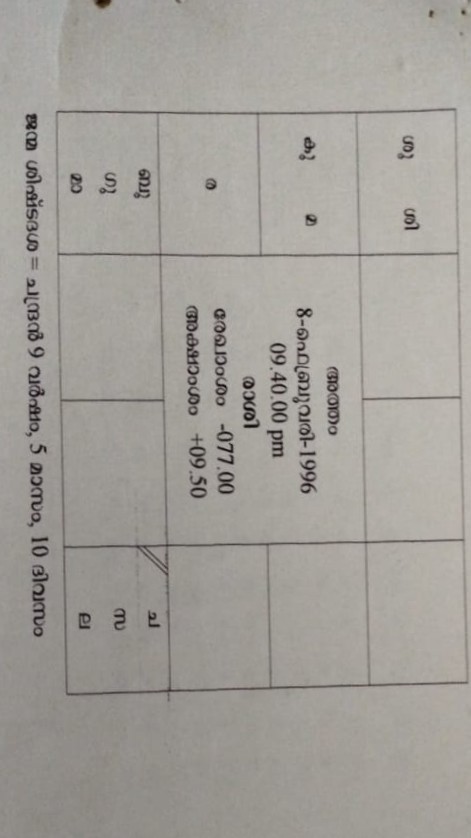 ശു ശി
കു മ
അത്തം
8-ഫെബ്രുവരി-1996
09.40.00 pm
രാശി
രേഖാംശം -077.00
അക്ഷാംശം +09.50
ര
ബു
ഗു
മാ
ച
സ
ല
ജന്മ ശിഷ്ടദശ = ചന്ദ്രൻ 9 വർഷം, 5 മാസം, 10 ദിവസം